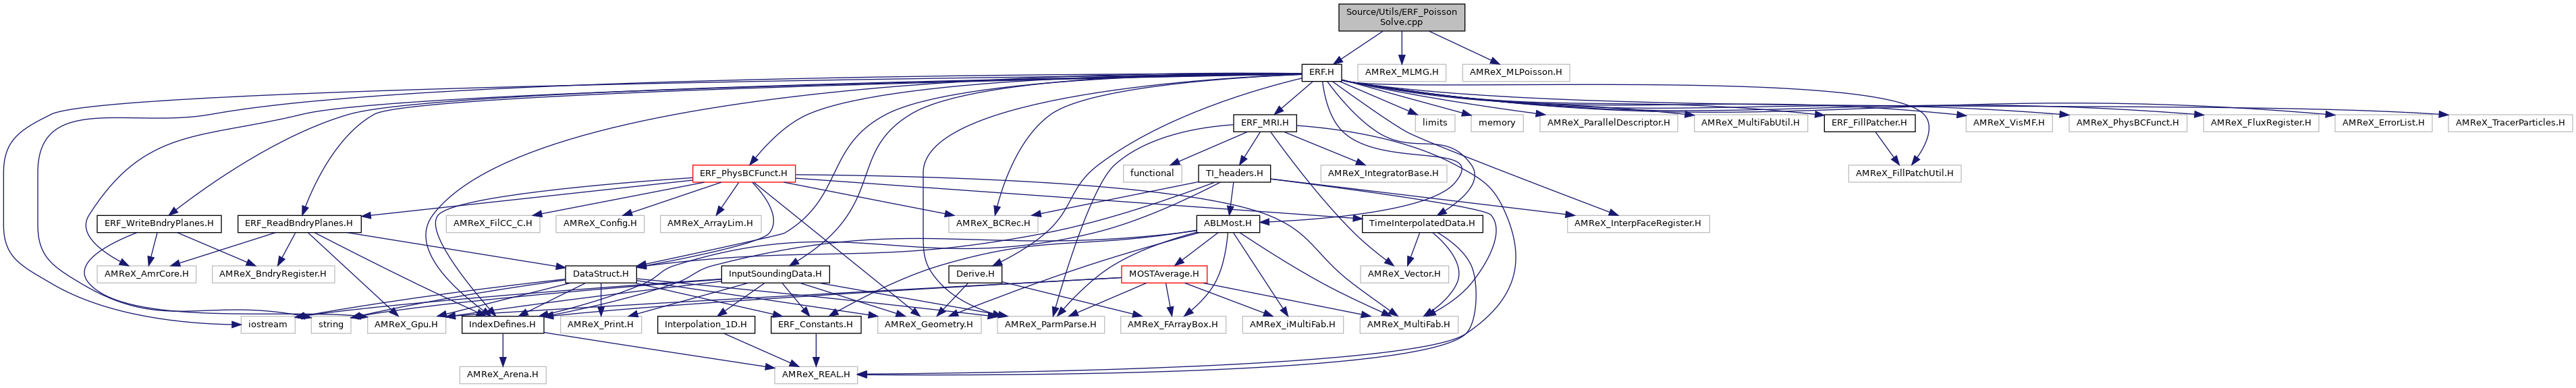 Source/Utils/ERF_Poisson
Solve.cpp
ERF.H
AMReX_MLMG.H
AMReX_MLPoisson.H
ERF_MRI.H
limits
memory
AMReX_ParallelDescriptor.H
AMReX_MultiFabUtil.H
ERF_FillPatcher.H
AMReX_VisMF.H
AMReX_PhysBCFunct.H
AMReX_FluxRegister.H
AMReX_ErrorList.H
AMReX_TracerParticles.H
ERF_PhysBCFunct.H
functional
TI_headers.H
AMReX_IntegratorBase.H
AMReX_FillPatchUtil.H
ERF_WriteBndryPlanes.H
ERF_ReadBndryPlanes.H
AMReX_FilCC_C.H
AMReX_Config.H
AMReX_ArrayLim.H
AMReX_BCRec.H
ABLMost.H
TimeInterpolatedData.H
AMReX_InterpFaceRegister.H
AMReX_AmrCore.H
AMReX_BndryRegister.H
DataStruct.H
InputSoundingData.H
Derive.H
MOSTAverage.H
AMReX_Vector.H
iostream
string
AMReX_Gpu.H
IndexDefines.H
AMReX_Print.H
Interpolation_1D.H
ERF_Constants.H
AMReX_Geometry.H
AMReX_ParmParse.H
AMReX_FArrayBox.H
AMReX_iMultiFab.H
AMReX_MultiFab.H
AMReX_Arena.H
AMReX_REAL.H